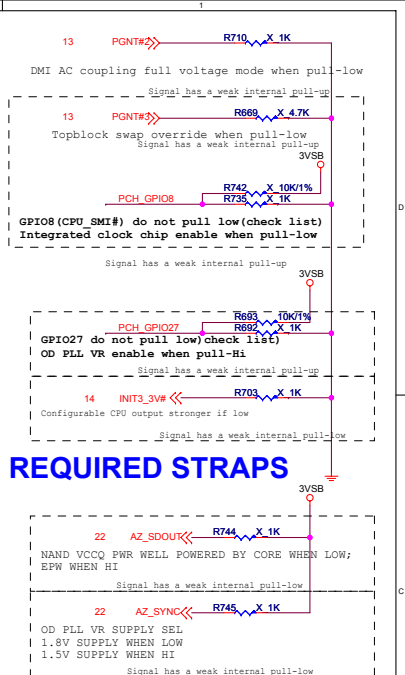 1
13 PGNT#2 R710 X_1K
DMI AC coupling full voltage mode when pull-low
Signal has a weak internal pull-up
13 PGNT#3 R669 X_4.7K
Topblock swap override when pull-low
Signal has a weak internal pull-up
3VSB
R742 X_10K/1%
PCH_GPIO8 R735 X_1K
D
GPIO8(CPU_SMI#) do not pull low(check list)
Integrated clock chip enable when pull-low
Signal has a weak internal pull-up
3VSB
R693 10K/1%
PCH_GPIO27 R692 X_1K
GPIO27 do not pull low)check list)
OD PLL VR enable when pull-Hi
Signal has a weak internal pull-up
14 INIT3_3V# R703 X_1K
Configurable CPU output stronger if low
Signal has a weak internal pull-low
REQUIRED STRAPS
3VSB
22 AZ_SDOUT R744 X_1K
NAND VCCQ PWR WELL POWERED BY CORE WHEN LOW;
EPW WHEN HI
Signal has a weak internal pull-low
C
22 AZ_SYNC R745 X_1K
OD PLL VR SUPPLY SEL
1.8V SUPPLY WHEN LOW
1.5V SUPPLY WHEN HI
Signal has a weak internal pull-low